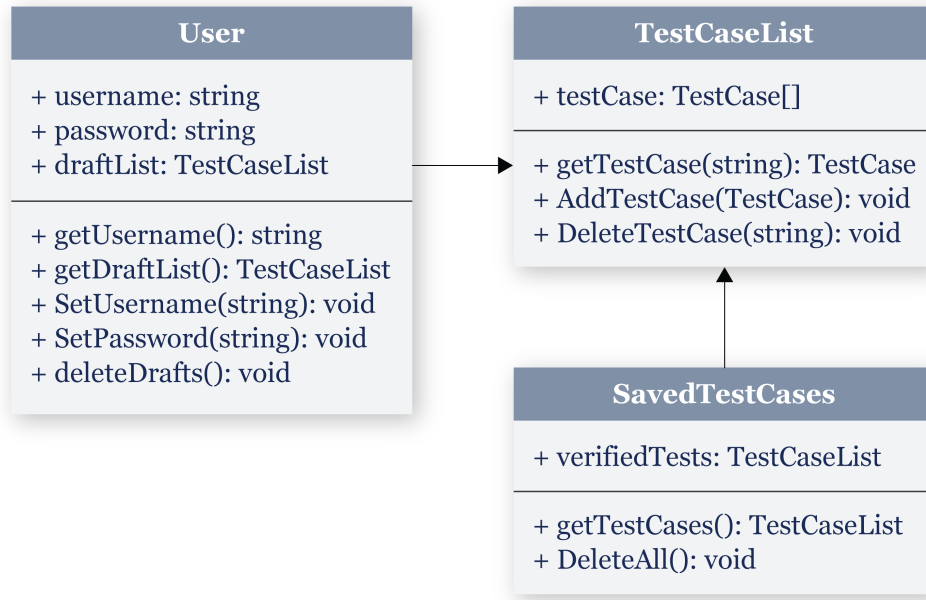 User
+ username: string
+ password: string
+ draftList: TestCaseList
+ getUsername(): string
+ getDraftList(): TestCaseList
+ SetUsername(string): void
+ SetPassword(string): void
+ deleteDrafts(): void
TestCaseList
+ testCase: TestCase[]
+ getTestCase(string): TestCase
+ AddTestCase(TestCase): void
+ DeleteTestCase(string): void
SavedTestCases
+ verifiedTests: TestCaseList
+ getTestCases(): TestCaseList
+ DeleteAll(): void